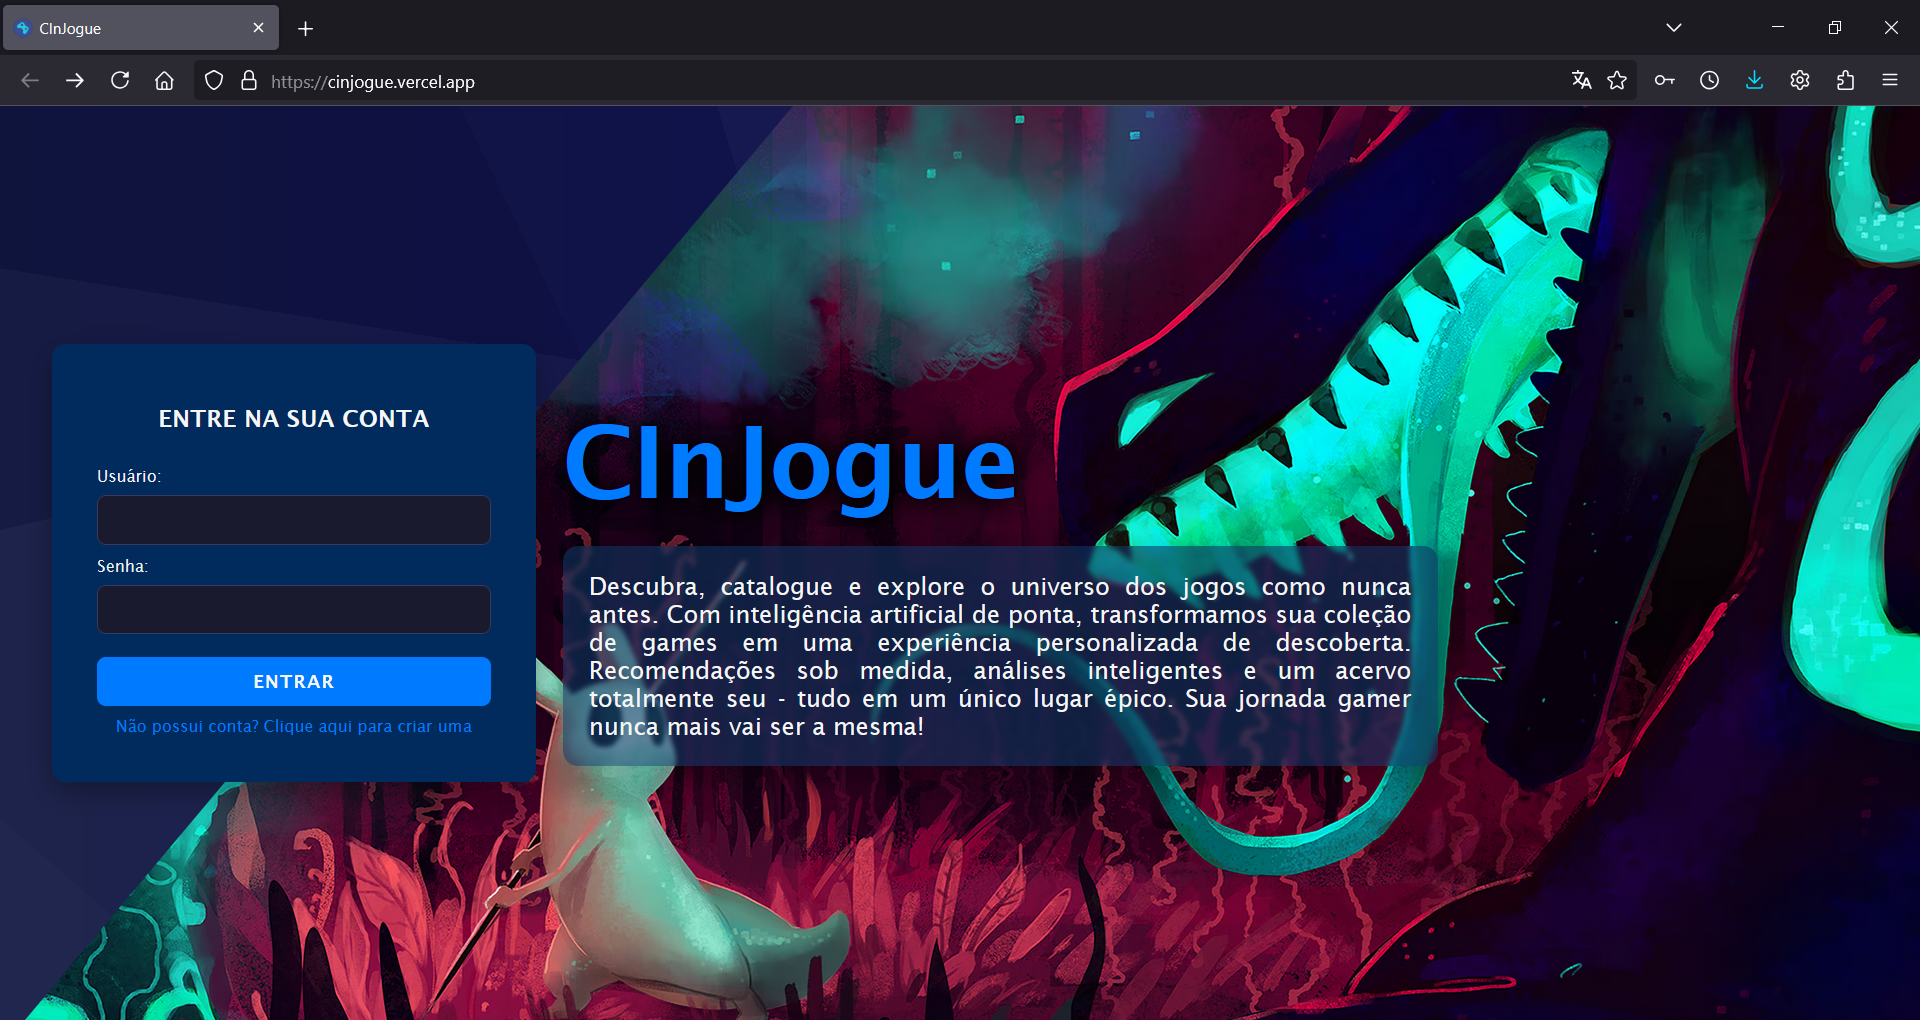 CInJogue
https://cinjogue.vercel.app
ENTRE NA SUA CONTA
Usuário:
Senha:
ENTRAR
Não possui conta? Clique aqui para criar uma
CInJogue
Descubra, catalogue e explore o universo dos jogos como nunca
antes. Com inteligência artificial de ponta, transformamos sua coleção
de games em uma experiência personalizada de descoberta.
Recomendações sob medida, análises inteligentes e um acervo
totalmente seu - tudo em um único lugar épico. Sua jornada gamer
nunca mais vai ser a mesma!